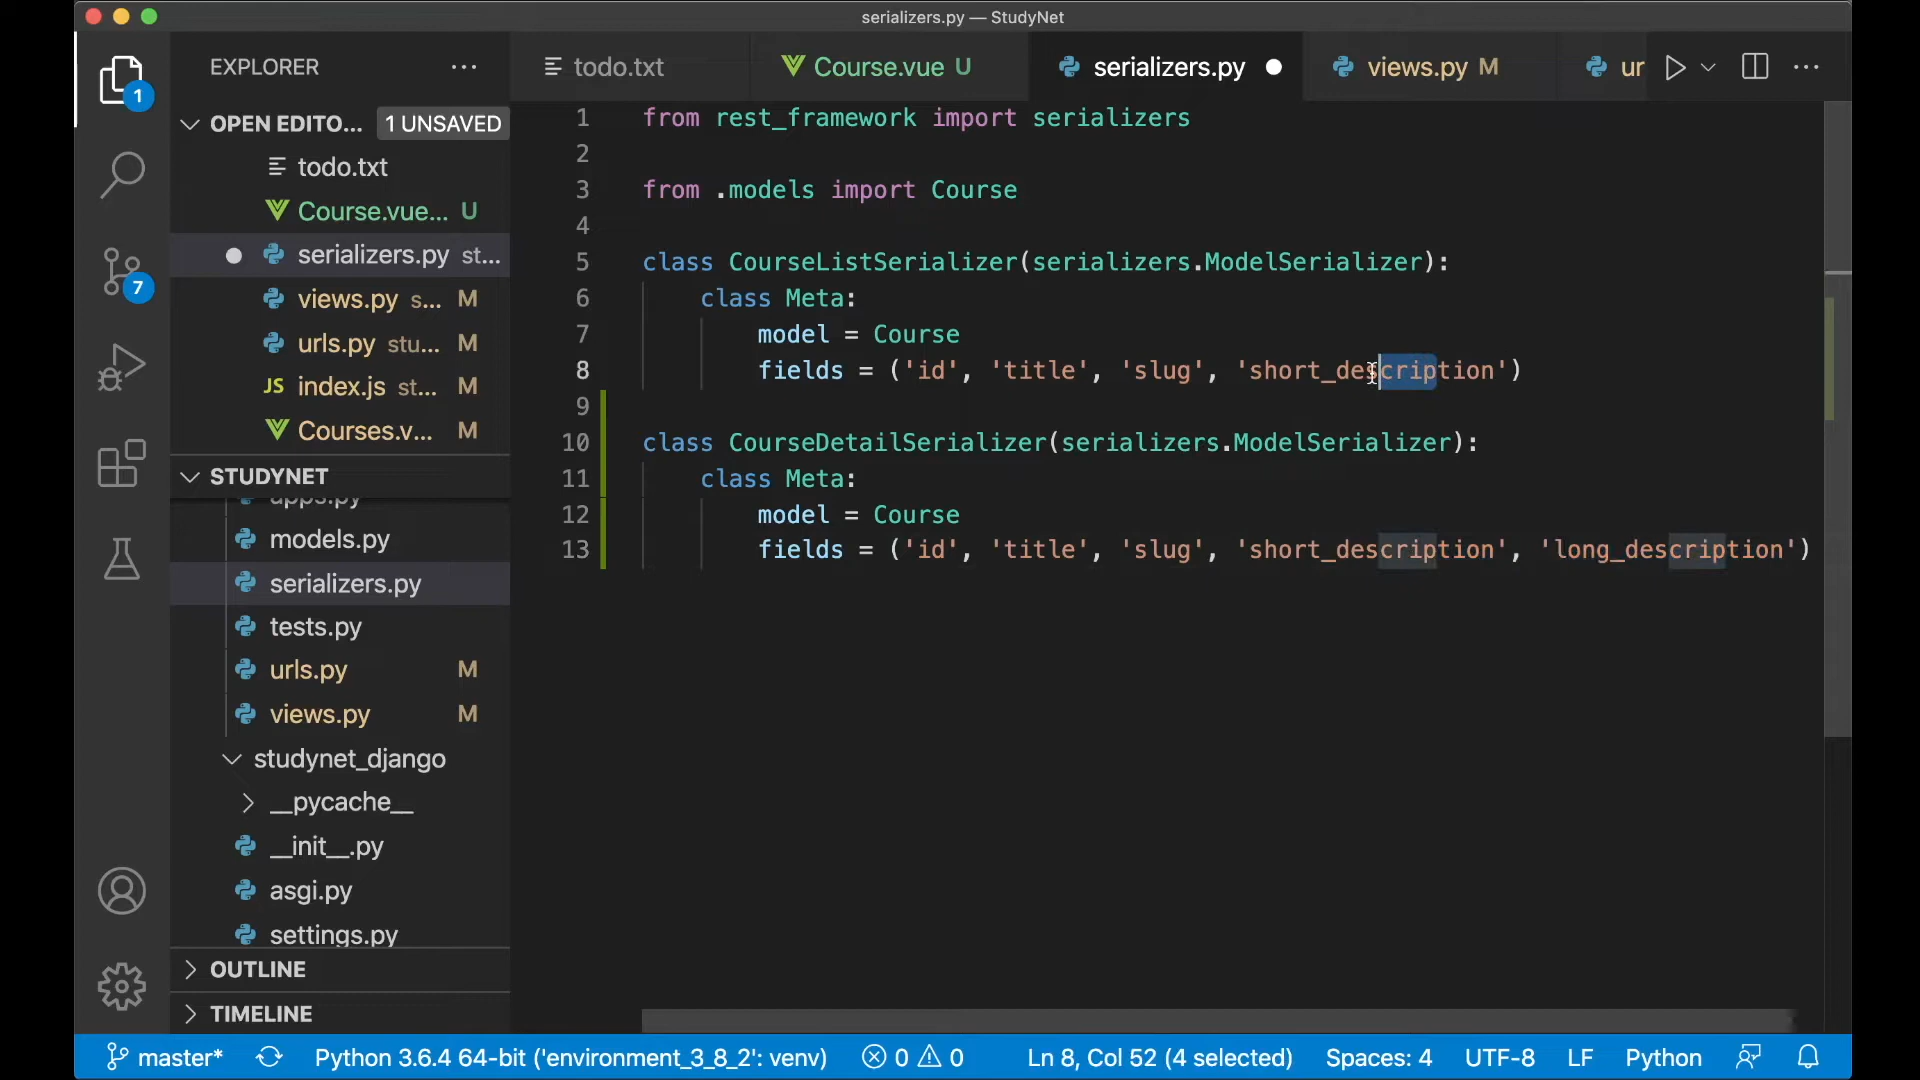 serializers.py — StudyNet
EXPLORER
todo.txt
Course.vue U
serializers.py
views.py M
ur
1
OPEN EDITO... 1 UNSAVED
todo.txt
Course.vue... U
serializers.py st...
views.py s... M
urls.py stu... M
index.js st... M
Courses.v... M
7
STUDYNET
apps.py
models.py
serializers.py
tests.py
urls.py M
views.py M
studynet_django
__pycache__
__init__.py
asgi.py
settings.py
OUTLINE
TIMELINE
1 from rest_framework import serializers
2
3 from .models import Course
4
5 class CourseListSerializer(serializers.ModelSerializer):
6 class Meta:
7 model = Course
8 fields = ('id', 'title', 'slug', 'short_description')
9
10 class CourseDetailSerializer(serializers.ModelSerializer):
11 class Meta:
12 model = Course
13 fields = ('id', 'title', 'slug', 'short_description', 'long_description')
master* Python 3.6.4 64-bit ('environment_3_8_2': venv) 0 0 Ln 8, Col 52 (4 selected) Spaces: 4 UTF-8 LF Python